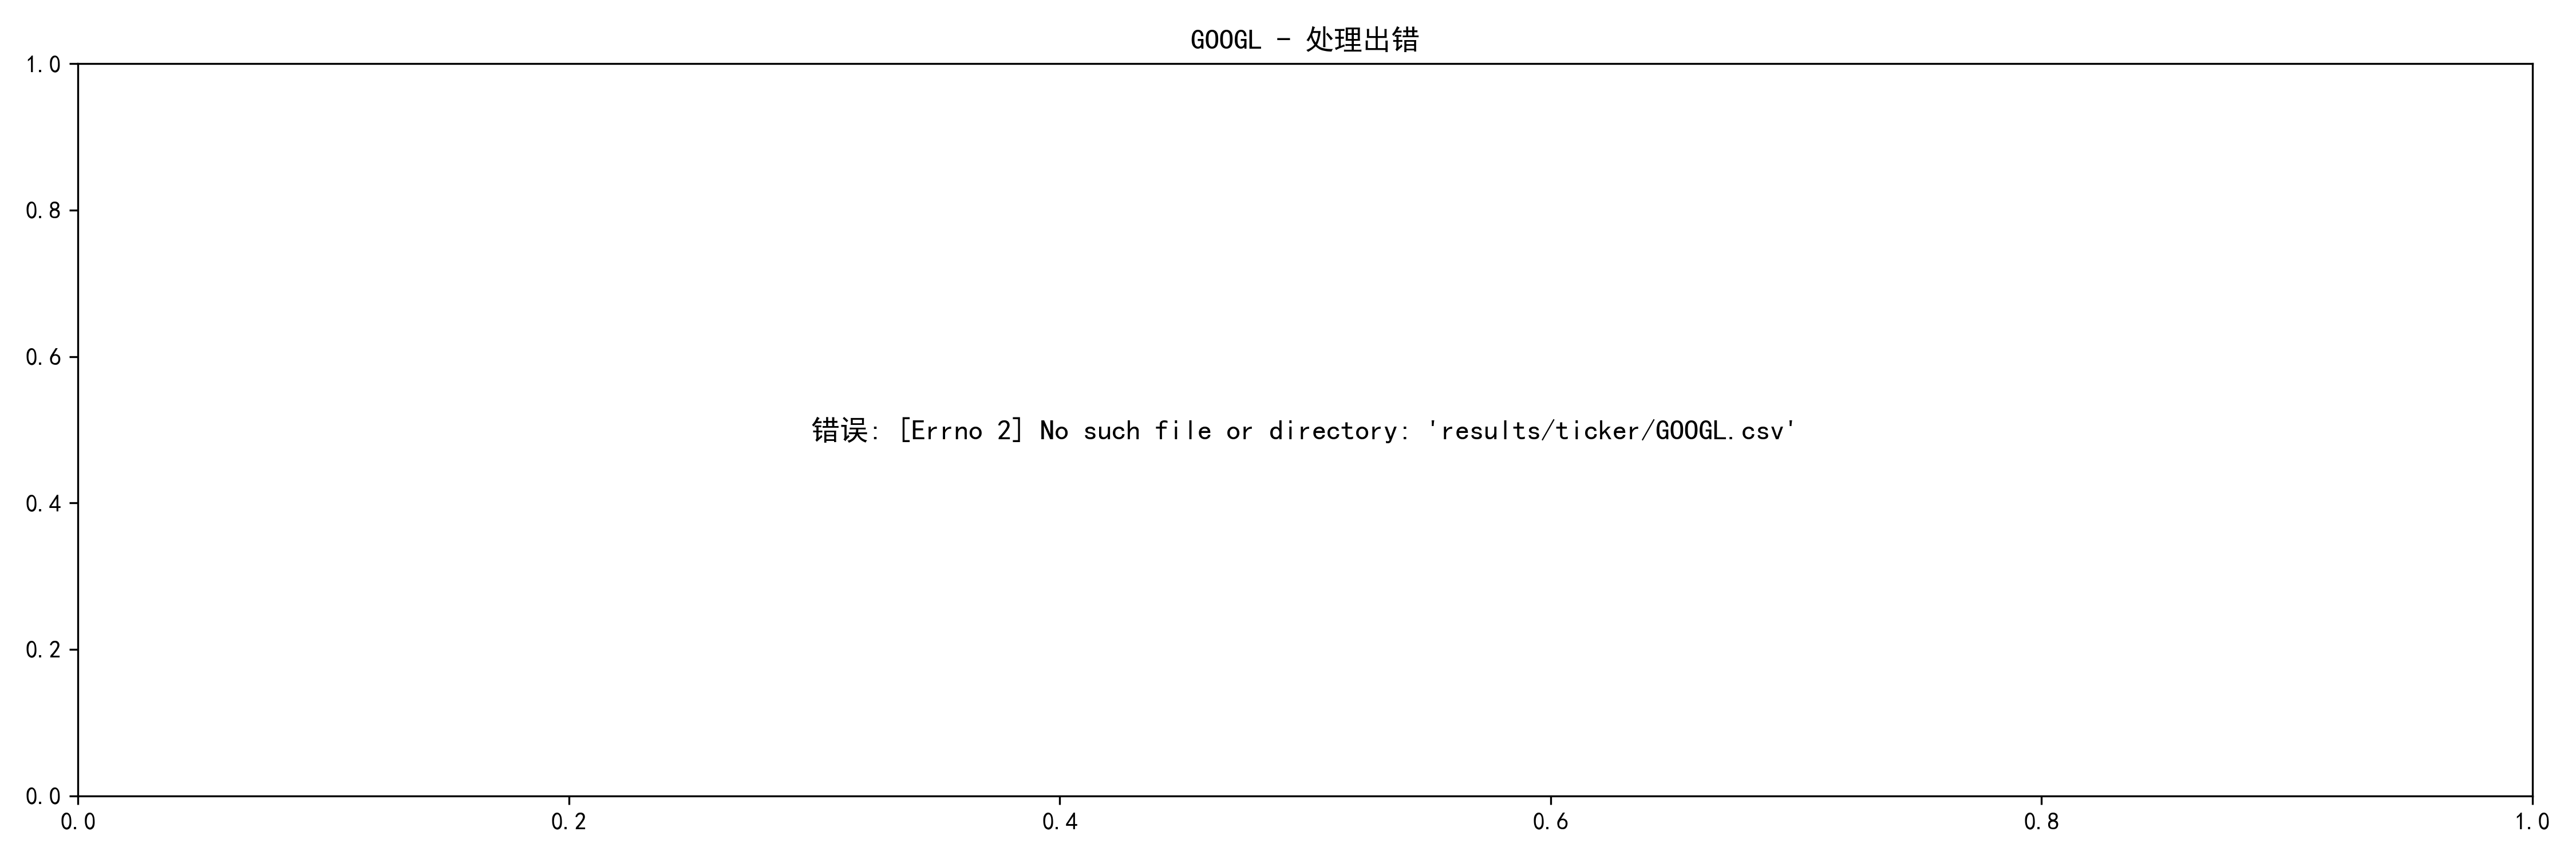 GOOGL - 处理出错
1.0
0.8
0.6
错误: [Errno 2] No such file or directory: 'results/ticker/GOOGL.csv'
0.4
0.2
0.0
0.0 0.2 0.4 0.6 0.8 1.0